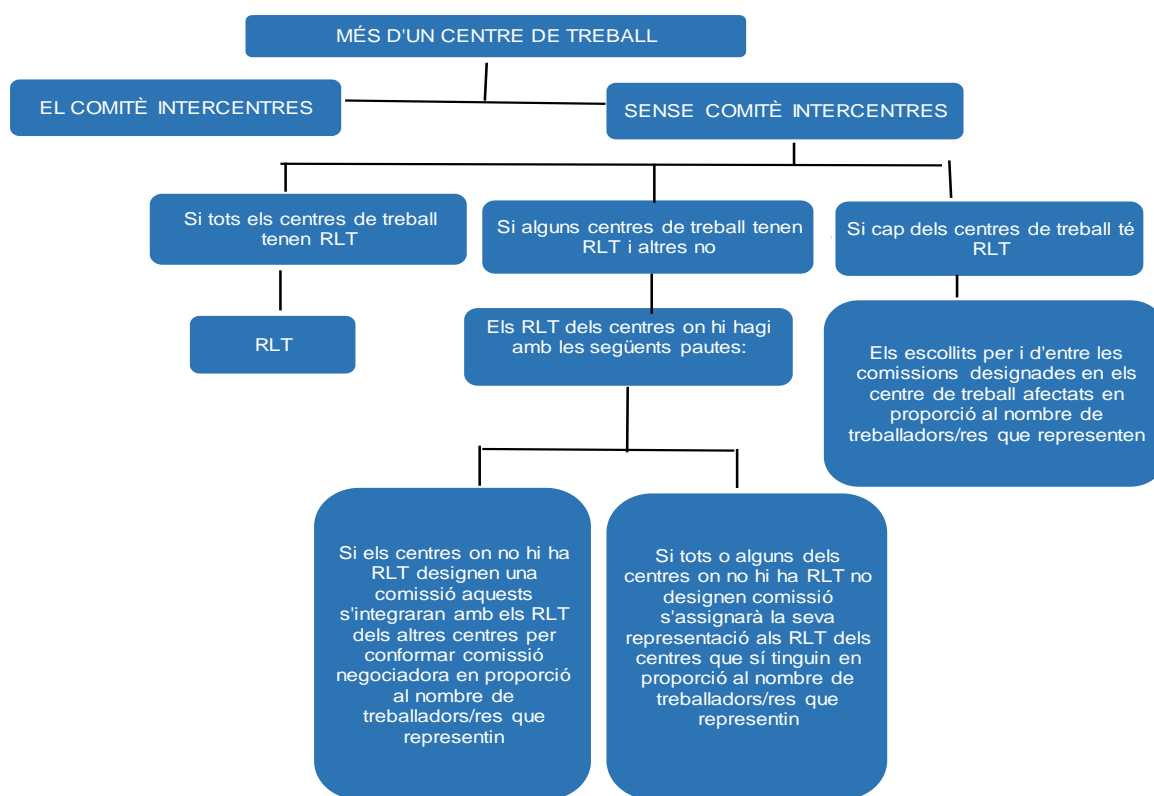 MÉS D'UN CENTRE DE TREBALL
EL COMITÈ INTERCENTRES
SENSE COMITÈ INTERCENTRES
Si tots els centres de treball
tenen RLT
Si alguns centres de treball tenen
RLT i altres no
Si cap dels centres de treball té
RLT
RLT
Els RLT dels centres on hi hagi
amb les següents pautes:
Els escollits per i d'entre les
comissions designades en els
centre de treball afectats en
proporció al nombre de
treballadors/res que representen
Si els centres on no hi ha
RLT designen una
comissió aquests
s'integraran amb els RLT
dels altres centres per
conformar comissió
negociadora en proporció
al nombre de
treballadors/res que
representin
Si tots o alguns dels
centres on no hi ha RLT no
designen comissió
s'assignarà la seva
representació als RLT dels
centres que sí tinguin en
proporció al nombre de
treballadors/res que
representin